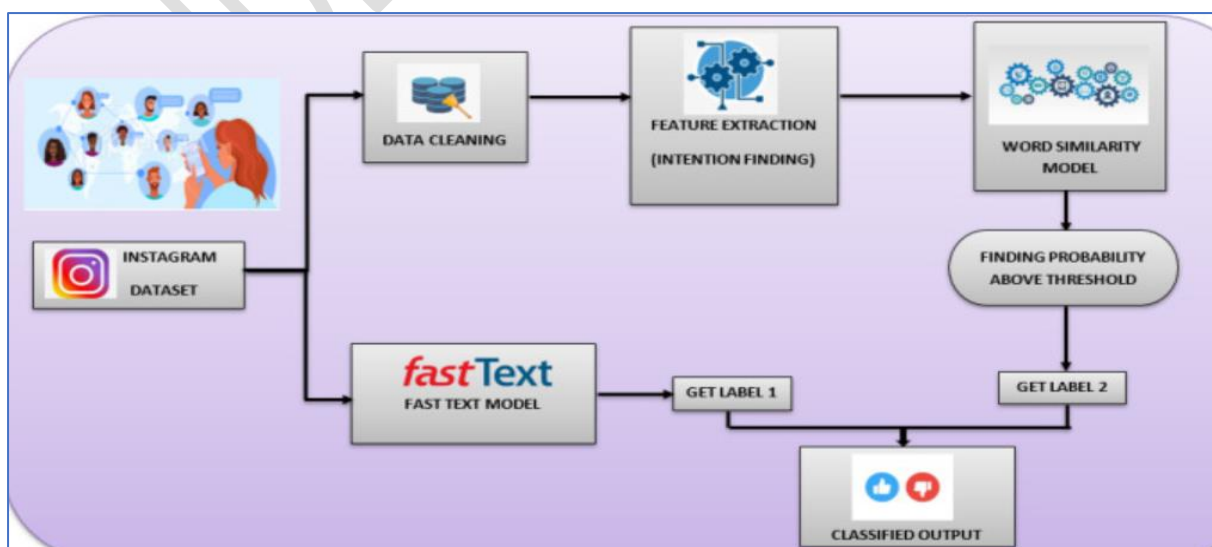 DATA CLEANING
FEATURE EXTRACTION
(INTENTION FINDING)
WORD SIMILARITY
MODEL
INSTAGRAM
DATASET
FINDING PROBABILITY
ABOVE THRESHOLD
fastText
FAST TEXT MODEL
GET LABEL 1
GET LABEL 2
CLASSIFIED OUTPUT